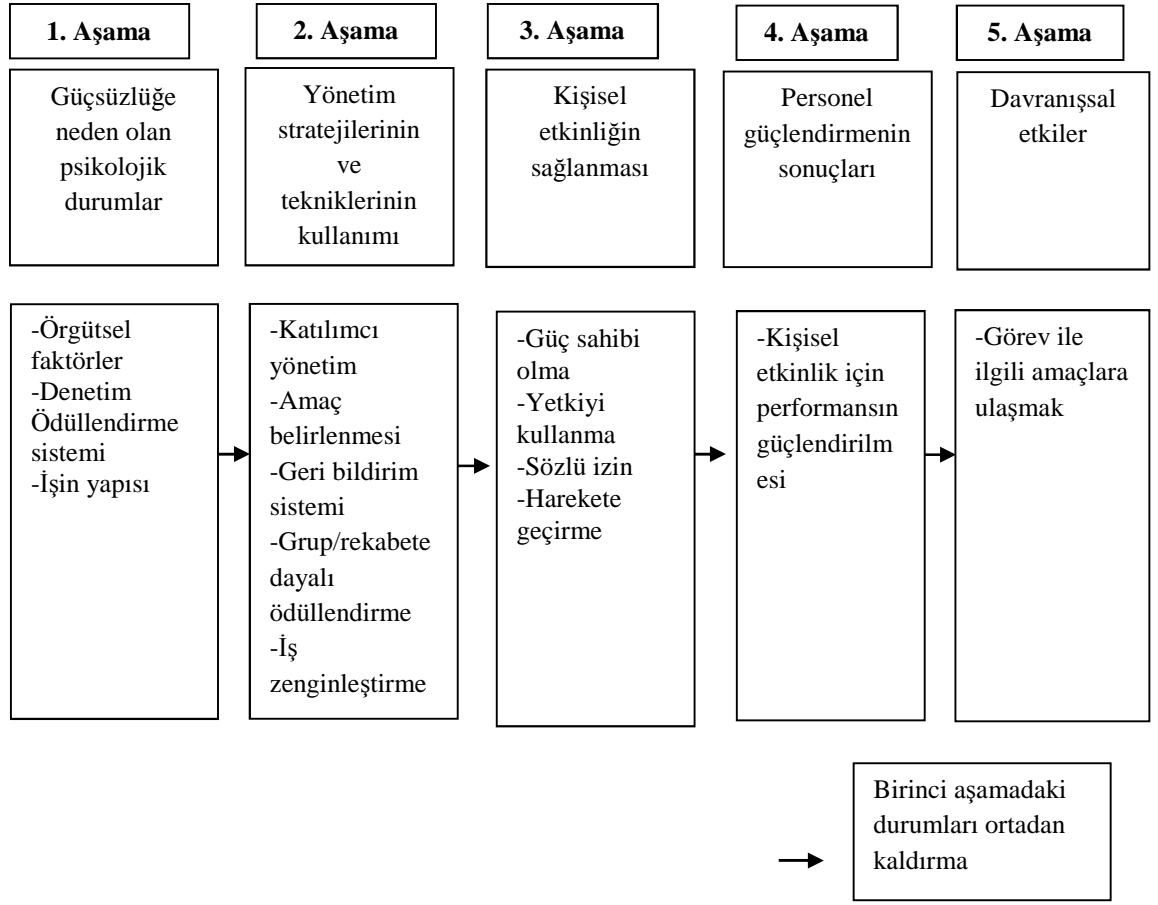 1. Aşama
2. Aşama
3. Aşama
4. Aşama
5. Aşama
Güçsüzlüğe
neden olan
psikolojik
durumlar
Yönetim
stratejilerinin
ve
tekniklerinin
kullanımı
Kişisel
etkinliğin
sağlanması
Personel
güçlendirmenin
sonuçları
Davranışsal
etkiler
-Örgütsel
faktörler
-Denetim
Ödüllendirme
sistemi
-İşin yapısı
-Katılımcı
yönetim
-Amaç
belirlenmesi
-Geri bildirim
sistemi
-Grup/rekabete
dayalı
ödüllendirme
-İş
zenginleştirme
-Güç sahibi
olma
-Yetkiyi
kullanma
-Sözlü izin
-Harekete
geçirme
-Kişisel
etkinlik için
performansın
güçlendirilm
esi
-Görev ile
ilgili amaçlara
ulaşmak
Birinci aşamadaki
durumları ortadan
kaldırma